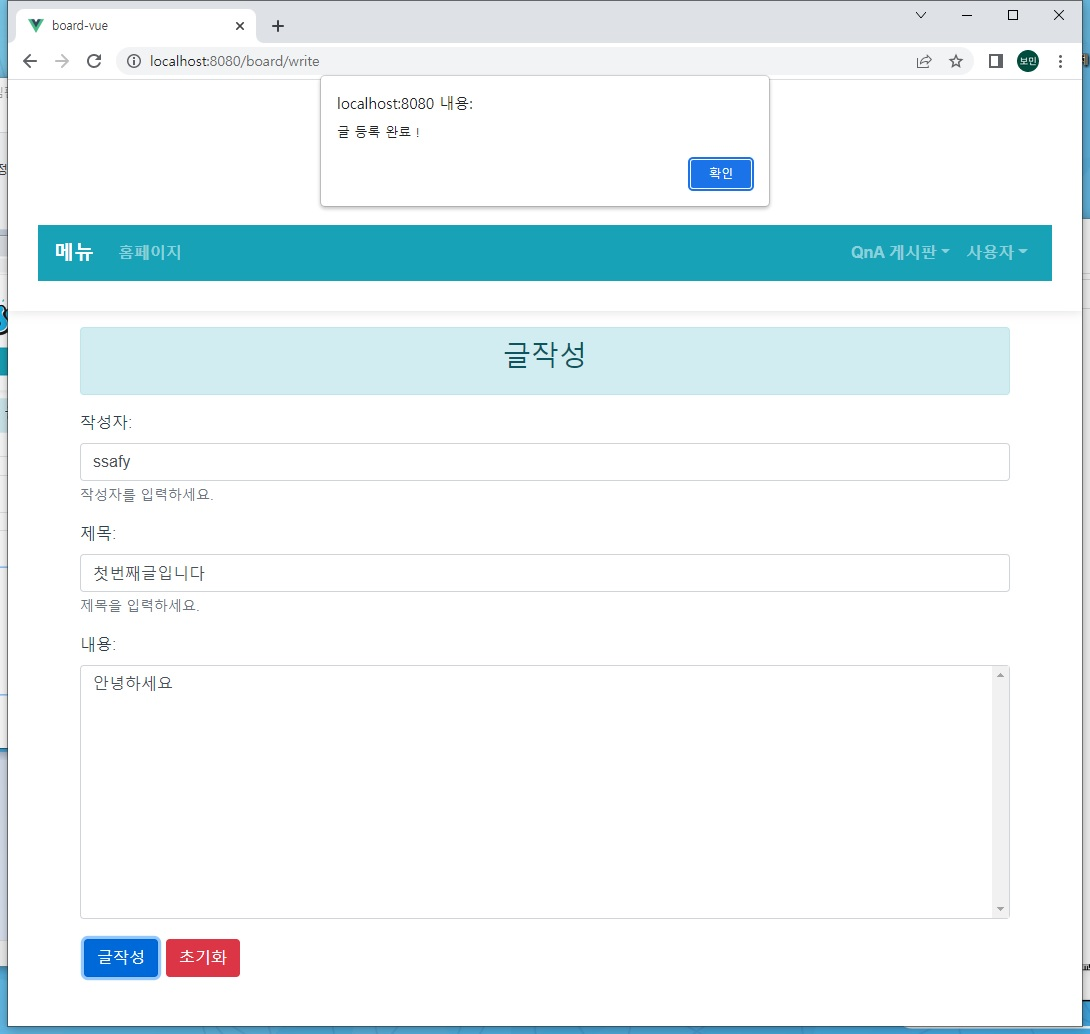 board-vue
localhost:8080/board/write
보민
localhost:8080 내용:
글 등록 완료 !
확인
메뉴 홈페이지 QnA 게시판 사용자
글작성
작성자:
ssafy
작성자를 입력하세요.
제목:
첫번째글입니다
제목을 입력하세요.
내용:
안녕하세요
글작성 초기화